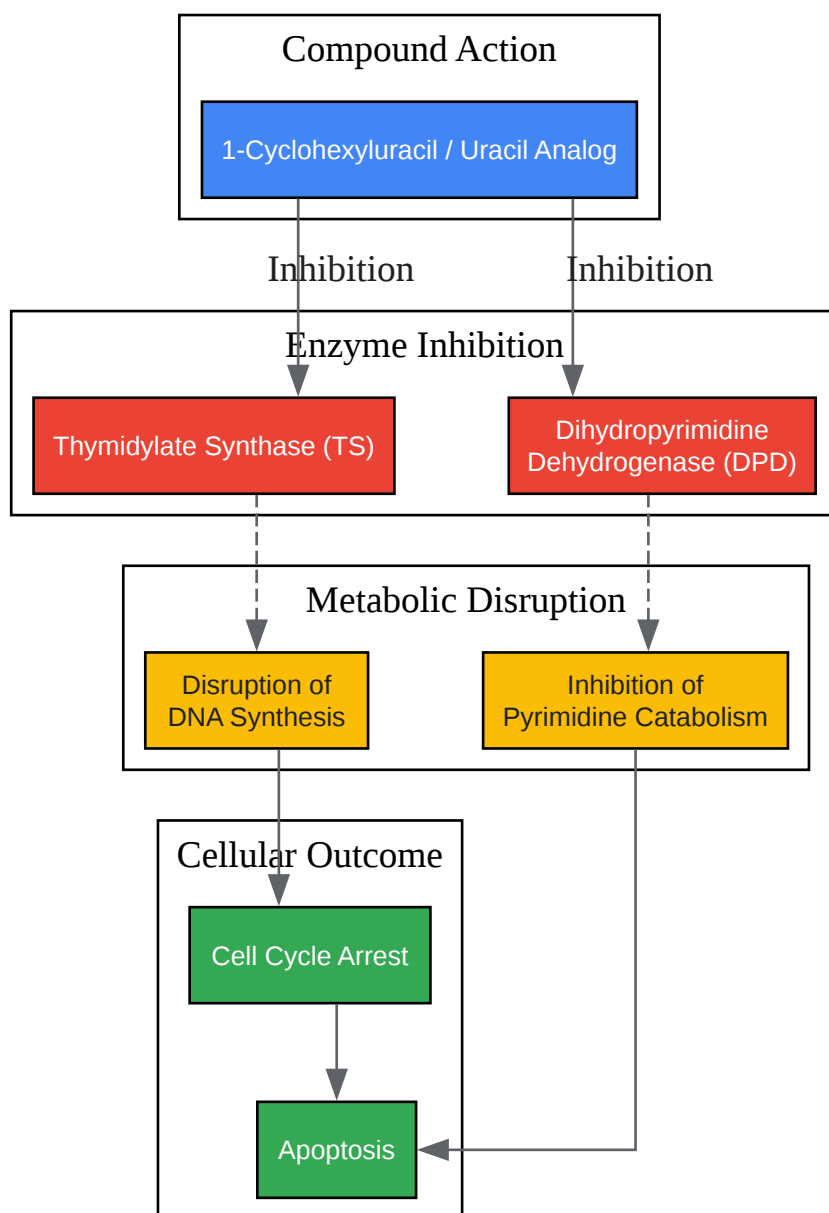 Compound Action
1-Cyclohexyluracil / Uracil Analog
Inhibition
Inhibition
Enzyme Inhibition
Thymidylate Synthase (TS)
Dihydropyrimidine
Dehydrogenase (DPD)
Metabolic Disruption
Disruption of
DNA Synthesis
Inhibition of
Pyrimidine Catabolism
Cellular Outcome
Cell Cycle Arrest
Apoptosis